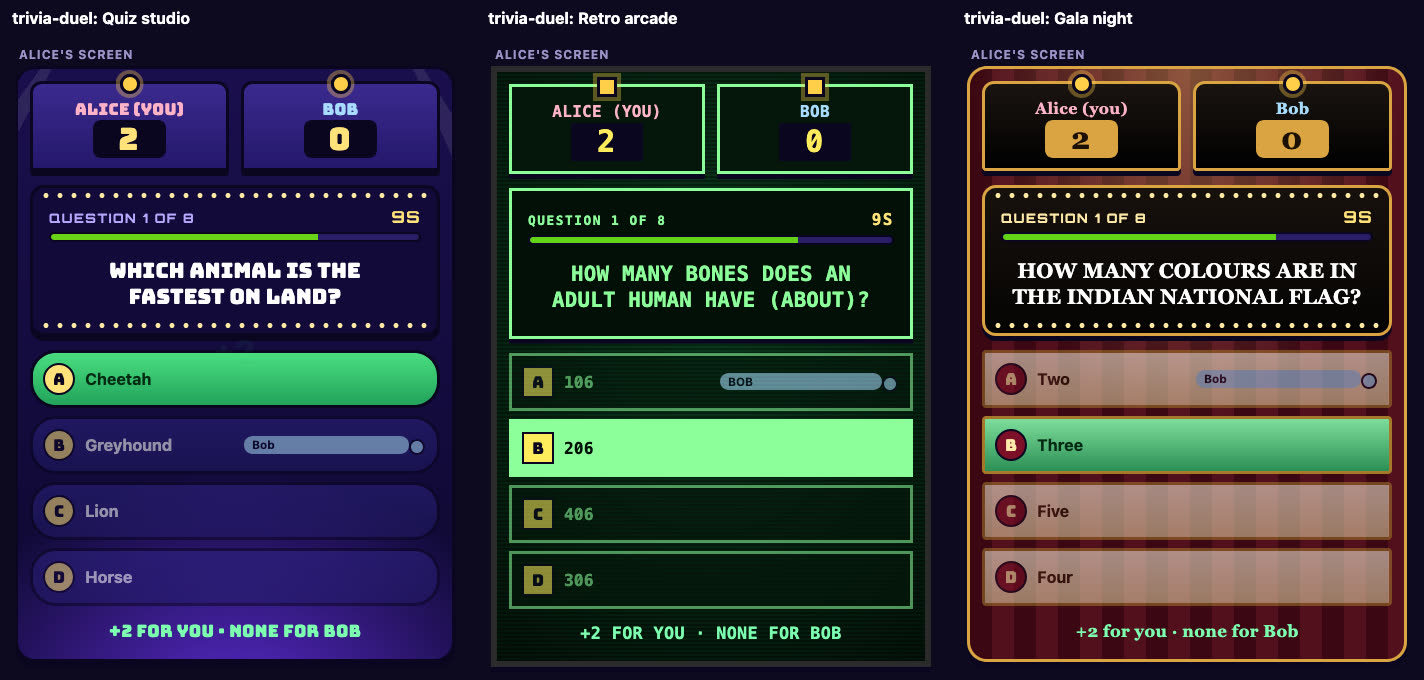 trivia-duel: Quiz studio
ALICE'S SCREEN
ALICE (YOU)
2
BOB
0
QUESTION 1 OF 8
9S
WHICH ANIMAL IS THE
FASTEST ON LAND?
+2
A Cheetah
B Greyhound Bob
C Lion
D Horse
+2 FOR YOU · NONE FOR BOB
trivia-duel: Retro arcade
ALICE'S SCREEN
ALICE (YOU)
2
BOB
0
QUESTION 1 OF 8
9S
HOW MANY BONES DOES AN
ADULT HUMAN HAVE (ABOUT)?
A 106 BOB
B 206
C 406
D 306
+2 FOR YOU · NONE FOR BOB
trivia-duel: Gala night
ALICE'S SCREEN
Alice (you)
2
Bob
0
QUESTION 1 OF 8
9S
HOW MANY COLOURS ARE IN
THE INDIAN NATIONAL FLAG?
A Two Bob
B Three
C Five
D Four
+2 for you · none for Bob